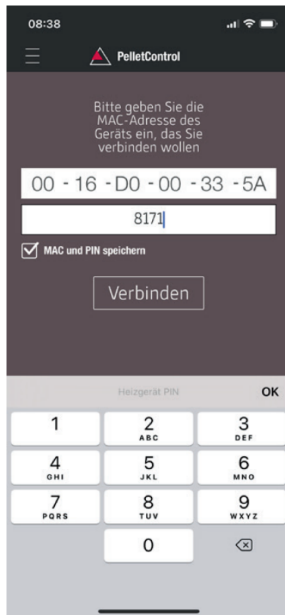 08:38
PelletControl
Bitte geben Sie die
MAC-Adresse des
Geräts ein, das Sie
verbinden wollen
00 - 16 - D0 - 00 - 33 - 5A
8171
MAC und PIN speichern
Verbinden
Heizgerät PIN
OK
1 2 3
ABC DEF
4 5 6
GHI JKL MNO
7 8 9
PQRS TUV WXYZ
0